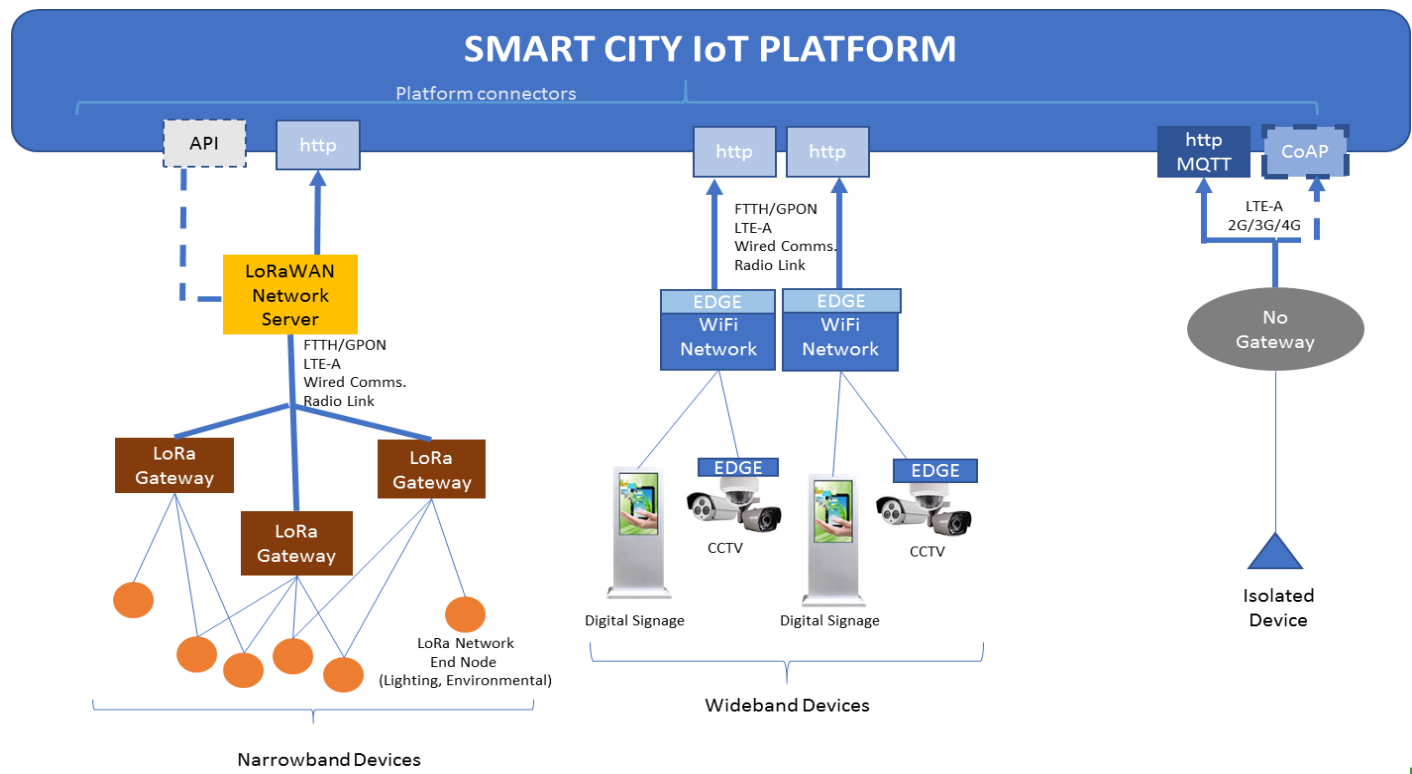 SMART CITY IoT PLATFORM
Platform connectors
API
http
http
http
http
MQTT
CoAP
FTTH/GPON
LTE-A
Wired Comms.
Radio Link
LTE-A
2G/3G/4G
LoRaWAN
Network
Server
EDGE
WiFi
Network
EDGE
WiFi
Network
No
Gateway
FTTH/GPON
LTE-A
Wired Comms.
Radio Link
LoRa
Gateway
LoRa
Gateway
LoRa
Gateway
EDGE
EDGE
CCTV
CCTV
Digital Signage
Digital Signage
Isolated
Device
LoRa Network
End Node
(Lighting, Environmental)
Wideband Devices
Narrowband Devices